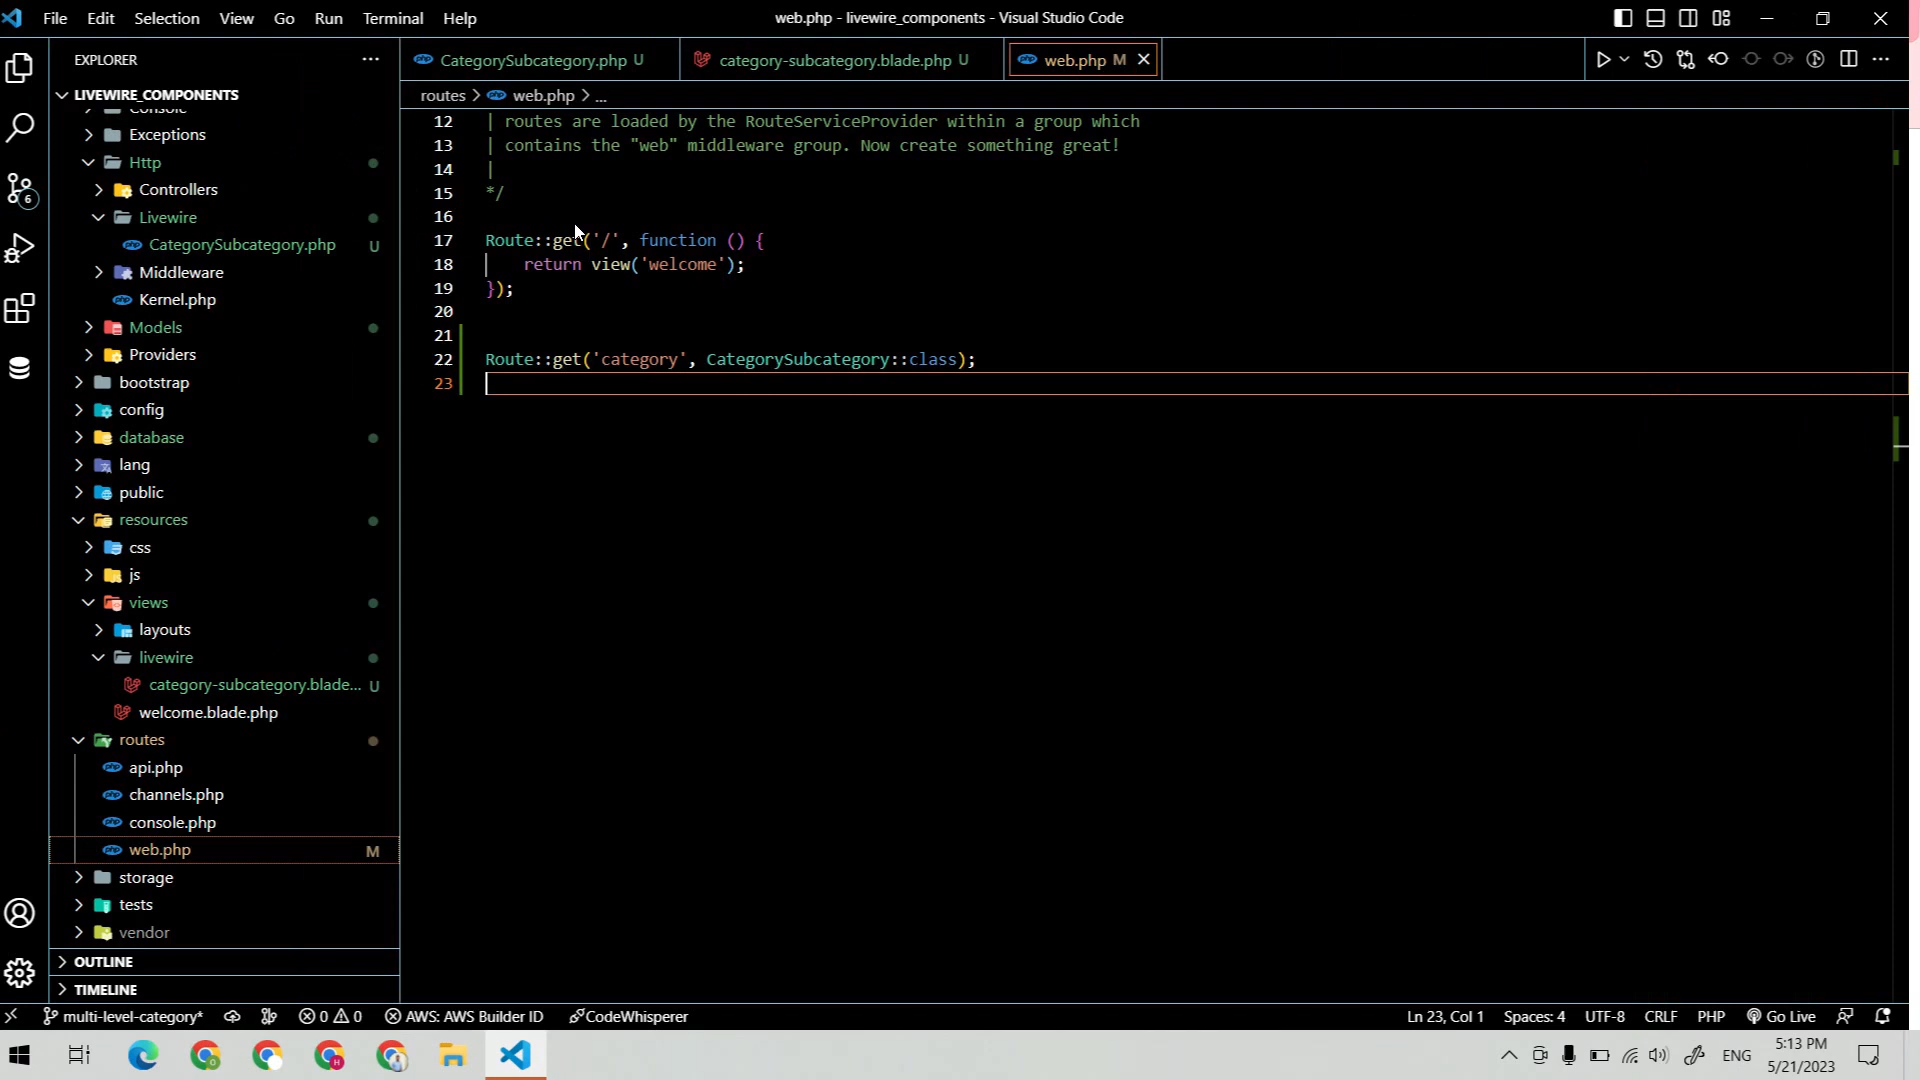 File Edit Selection View Go Run Terminal Help
web.php - livewire_components - Visual Studio Code
EXPLORER
LIVEWIRE_COMPONENTS
Console
Exceptions
Http
Controllers
Livewire
CategorySubcategory.php U
Middleware
Kernel.php
Models
Providers
bootstrap
config
database
lang
public
resources
css
js
views
layouts
livewire
category-subcategory.blade... U
welcome.blade.php
routes
api.php
channels.php
console.php
web.php M
storage
tests
vendor
OUTLINE
TIMELINE
CategorySubcategory.php U
category-subcategory.blade.php U
web.php M
routes > web.php > ...
12 | routes are loaded by the RouteServiceProvider within a group which
13 | contains the "web" middleware group. Now create something great!
14 |
15 */
16
17 Route::get('/', function () {
18 return view('welcome');
19 });
20
21
22 Route::get('category', CategorySubcategory::class);
23
6
multi-level-category* 0 0 AWS: AWS Builder ID CodeWhisperer
Ln 23, Col 1 Spaces: 4 UTF-8 CRLF PHP Go Live
ENG
5:13 PM
5/21/2023